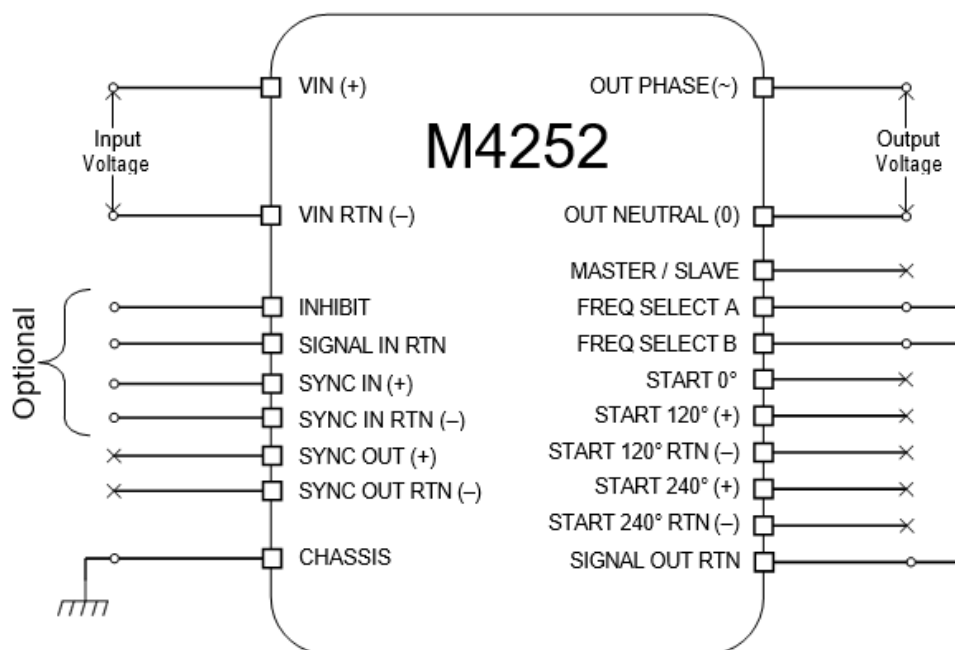 M4252
Input
Voltage
VIN (+)
VIN RTN (–)
Optional
INHIBIT
SIGNAL IN RTN
SYNC IN (+)
SYNC IN RTN (–)
SYNC OUT (+)
SYNC OUT RTN (–)
CHASSIS
OUT PHASE(~)
Output
Voltage
OUT NEUTRAL (0)
MASTER / SLAVE
FREQ SELECT A
FREQ SELECT B
START 0°
START 120° (+)
START 120° RTN (–)
START 240° (+)
START 240° RTN (–)
SIGNAL OUT RTN